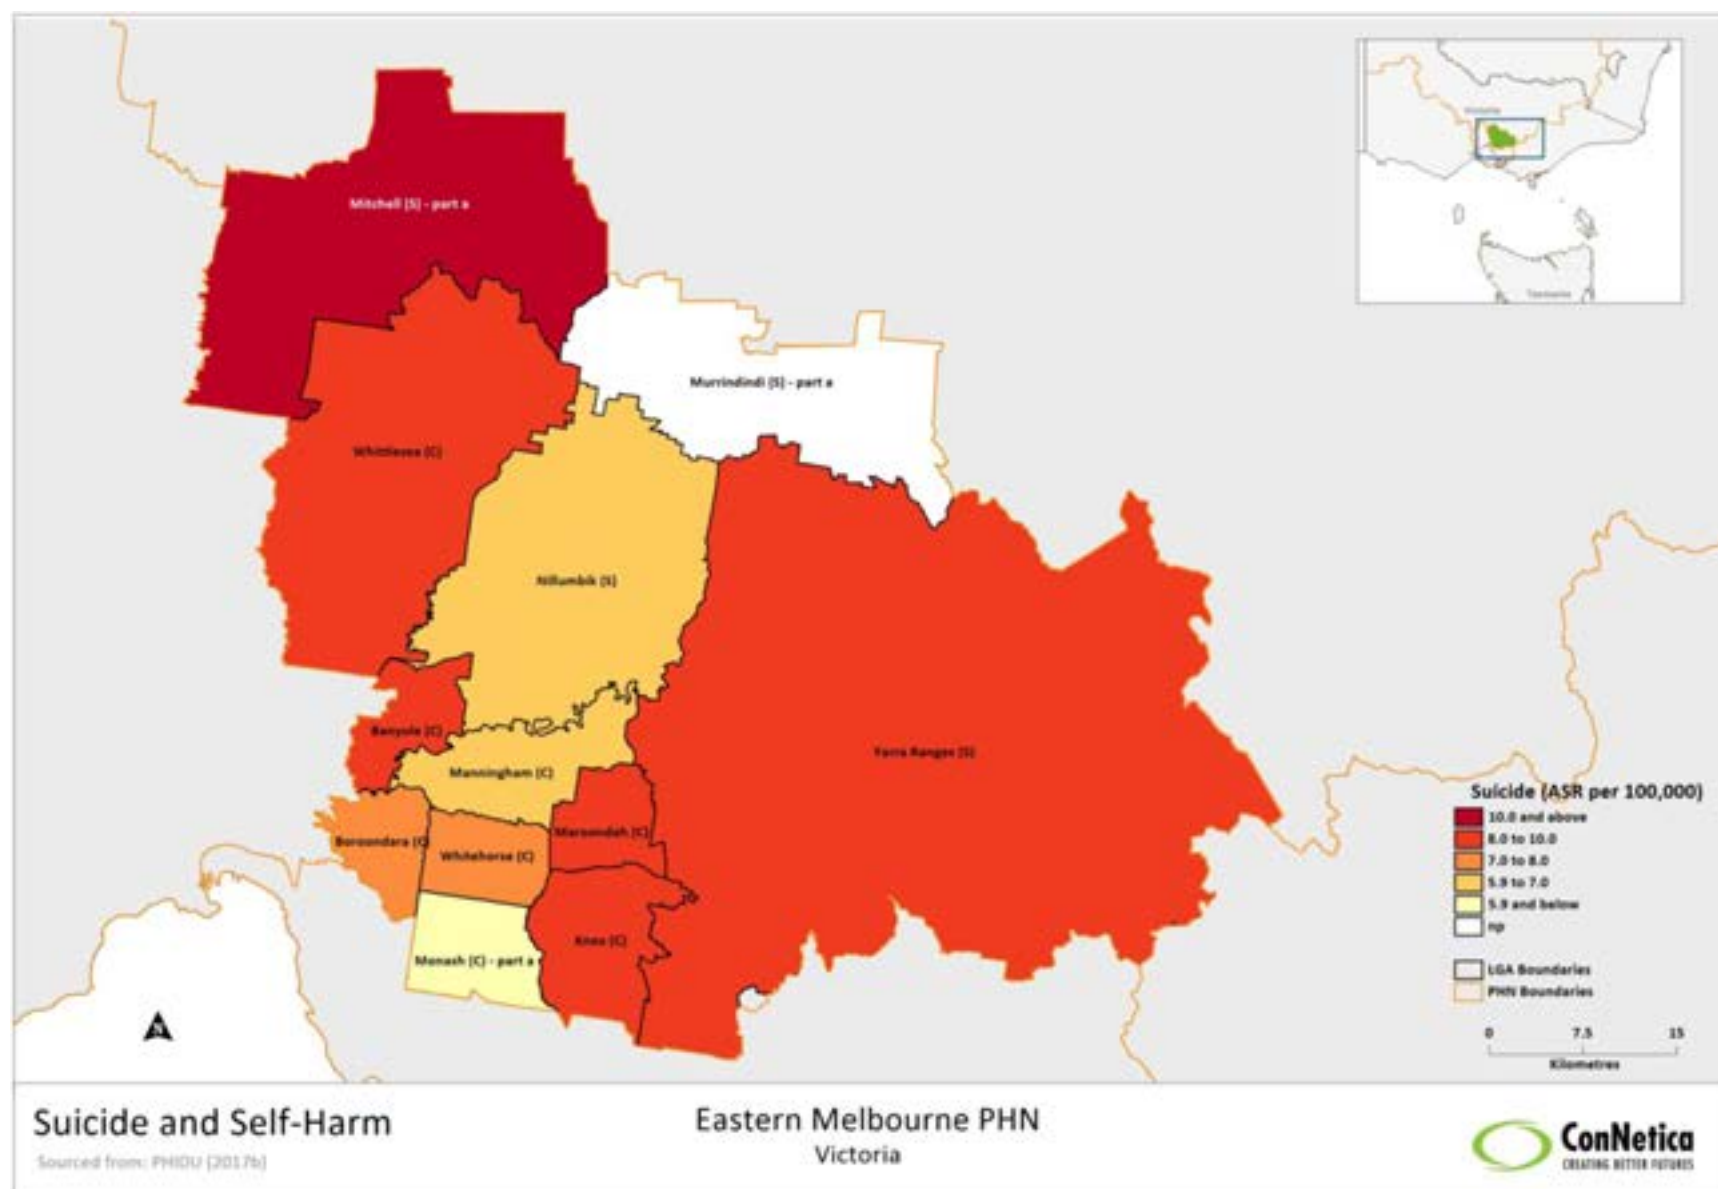 Mitchell (S) - part a
Murrindindi (S) - part a
Whittlesea (C)
Nillumbik (S)
Banyule (C)
Yarra Ranges (S)
Manningham (C)
Maroondah (C)
Boroondara (C)
Whitehorse (C)
Knox (C)
Monash (C) - part a
Victoria
Tasmania
Suicide (ASR per 100,000)
10.0 and above
8.0 to 10.0
7.0 to 8.0
5.9 to 7.0
5.9 and below
np
LGA Boundaries
PHN Boundaries
0 7.5 15
Kilometres
N
Suicide and Self-Harm
Sourced from: PHIDU (2017b)
Eastern Melbourne PHN
Victoria
ConNetica
CREATING BETTER FUTURES